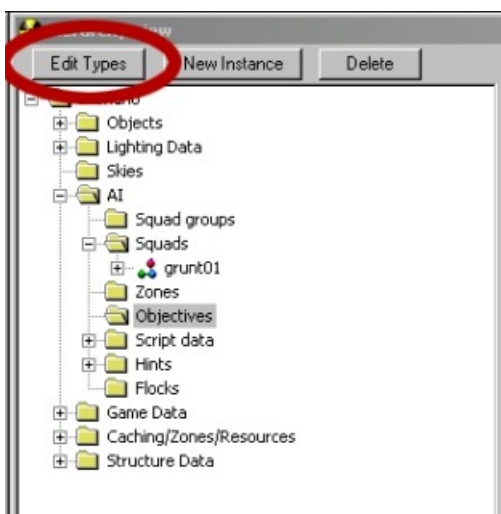 Edit Types New Instance Delete
Objects
Lighting Data
Skies
AI
Squad groups
Squads
grunt01
Zones
Objectives
Script data
Hints
Flocks
Game Data
Caching/Zones/Resources
Structure Data